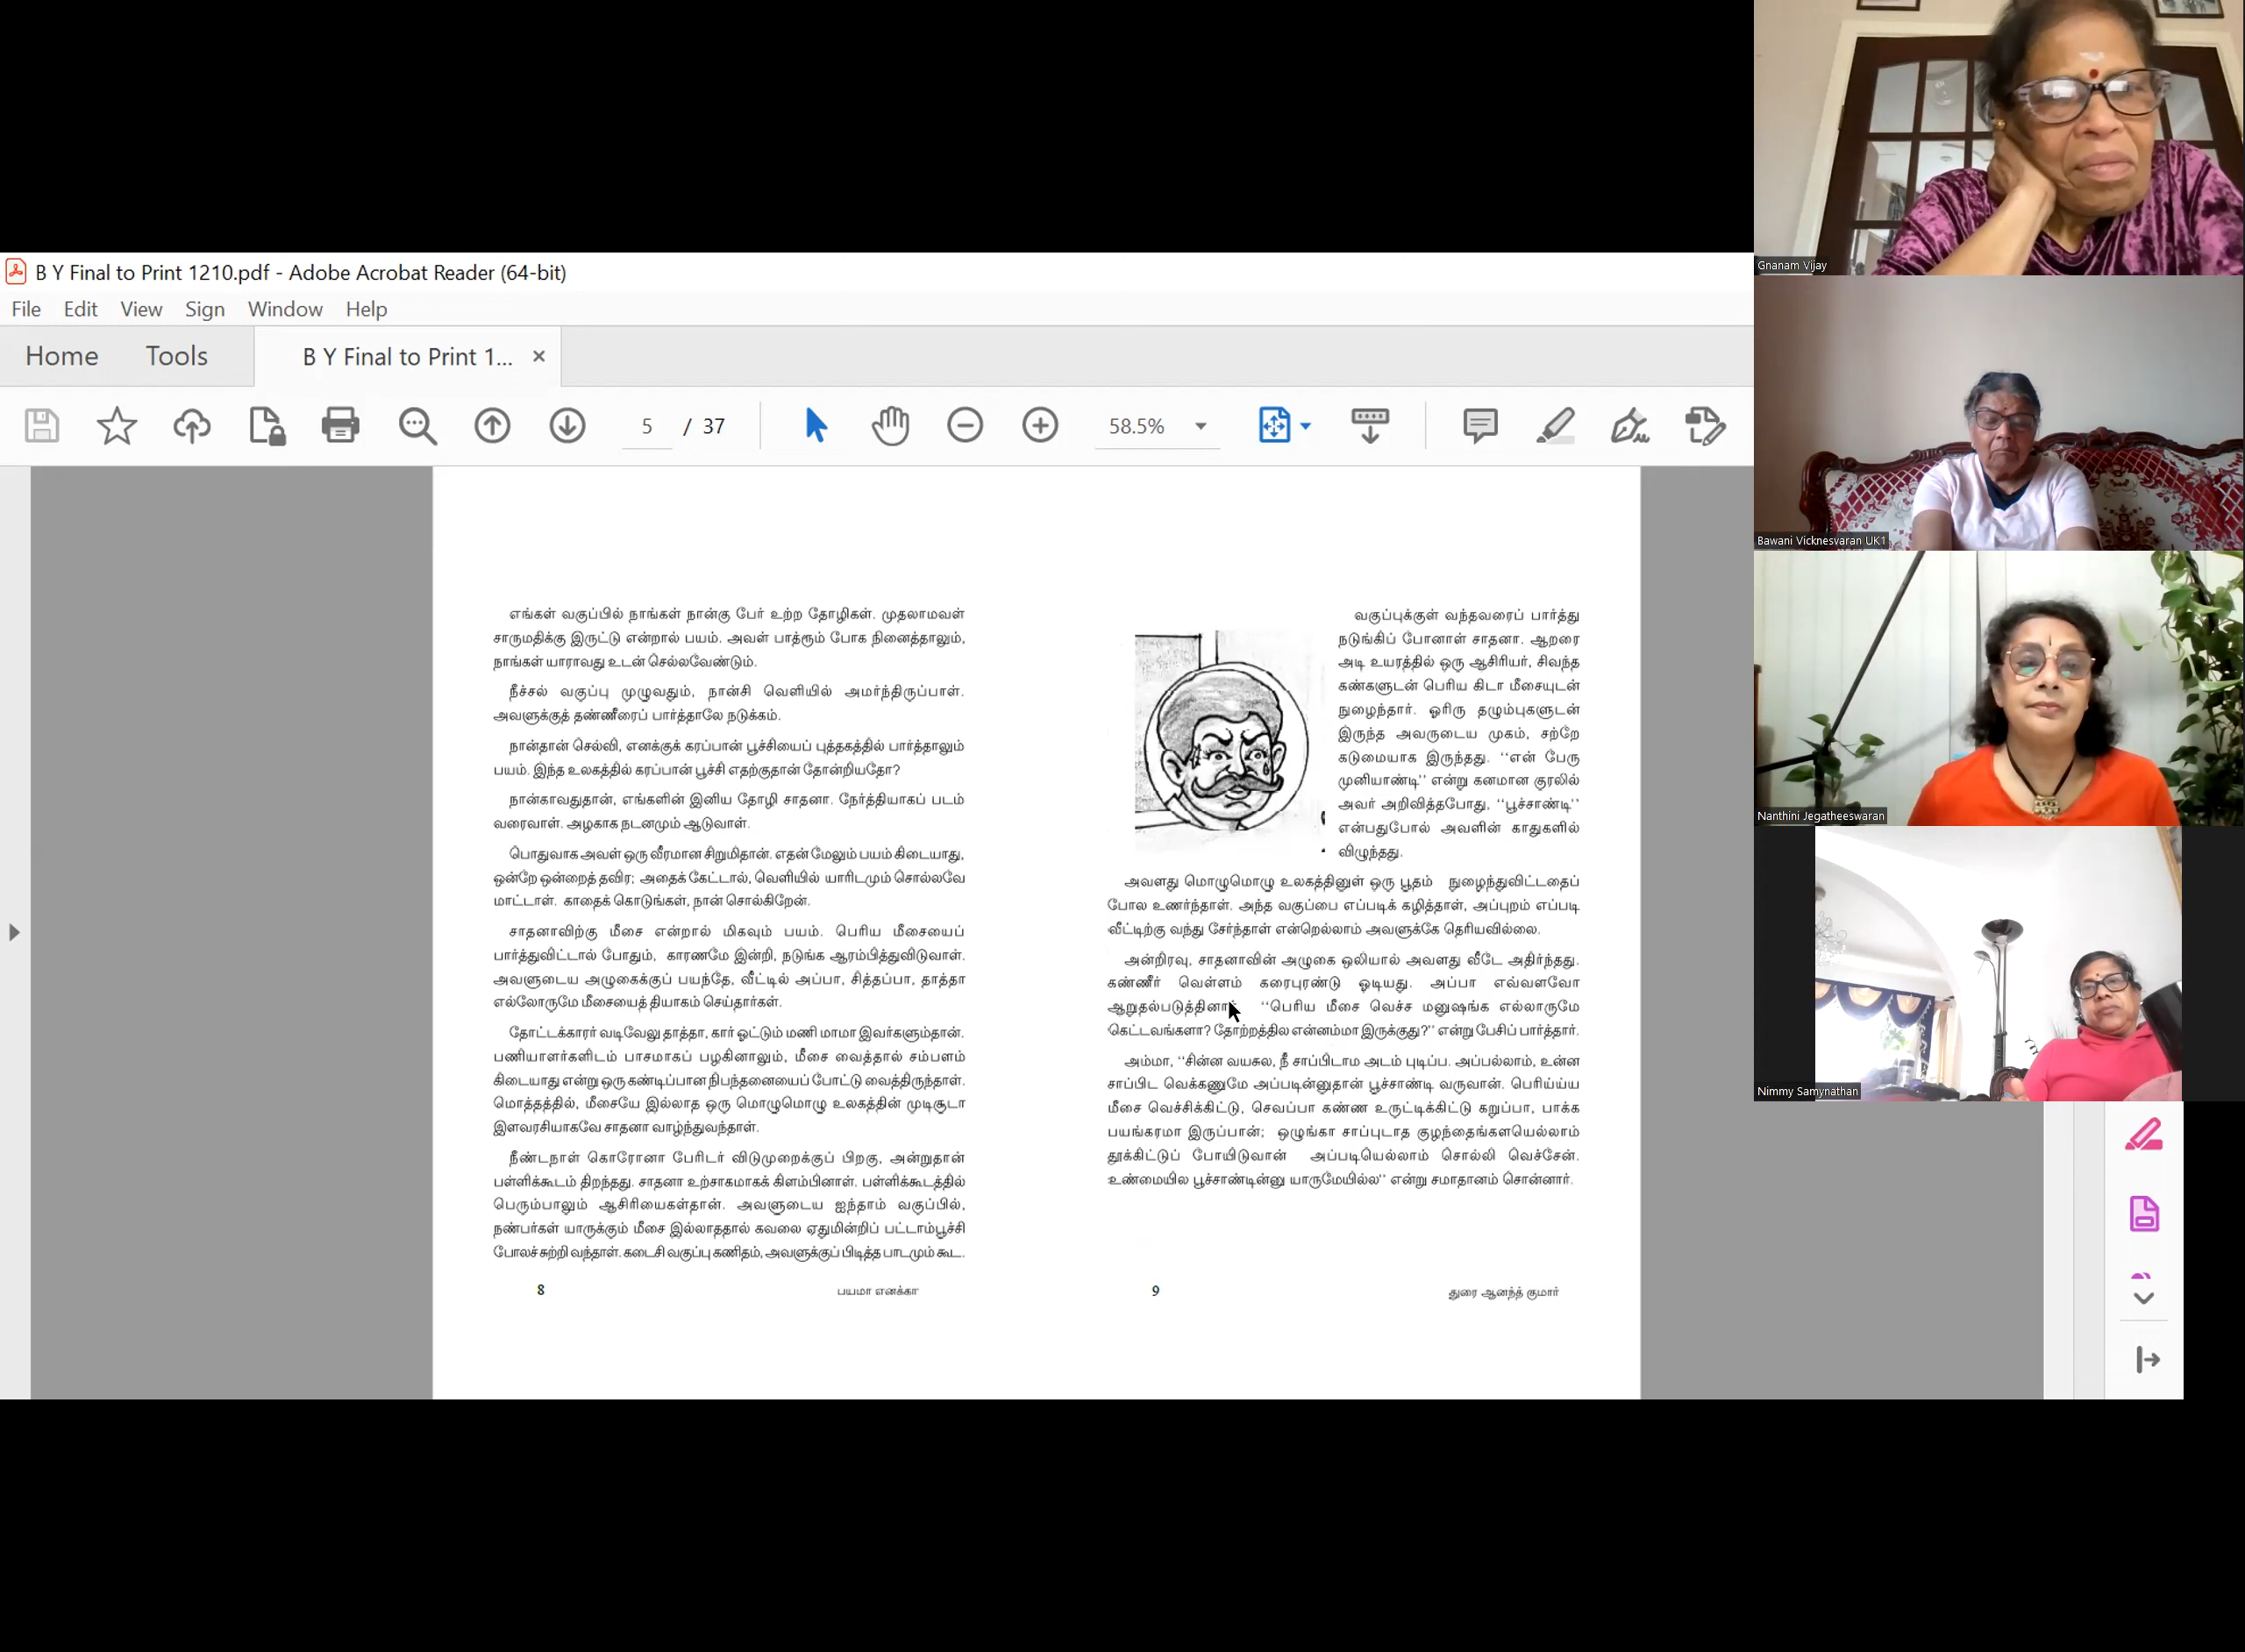 B Y Final to Print 1210.pdf - Adobe Acrobat Reader (64-bit)
File Edit View Sign Window Help
Home Tools B Y Final to Print 1... ×
5 / 37 58.5%
எங்கள் வகுப்பில் நாங்கள் நான்கு பேர் உற்ற தோழிகள். முதலாமவள்
சாருமதிக்கு இருட்டு என்றால் பயம். அவள் பாத்ரூம் போக நினைத்தாலும்,
நாங்கள் யாராவது உடன் செல்லவேண்டும்.
நீச்சல் வகுப்பு முழுவதும், நான்சி வெளியில் அமர்ந்திருப்பாள்.
அவளுக்குத் தண்ணீரைப் பார்த்தாலே நடுக்கம்.
நான்தான் செல்வி, எனக்குக் கரப்பான் பூச்சியைப் புத்தகத்தில் பார்த்தாலும்
பயம். இந்த உலகத்தில் கரப்பான் பூச்சி எதற்குதான் தோன்றியதோ?
நான்காவதுதான், எங்களின் இனிய தோழி சாதனா. நேர்த்தியாகப் படம்
வரைவாள். அழகாக நடனமும் ஆடுவாள்.
பொதுவாக அவள் ஒரு வீரமான சிறுமிதான். எதன் மேலும் பயம் கிடையாது,
ஒன்றே ஒன்றைத் தவிர; அதைக் கேட்டால், வெளியில் யாரிடமும் சொல்லவே
மாட்டாள். காதைக் கொடுங்கள், நான் சொல்கிறேன்.
சாதனாவிற்கு மீசை என்றால் மிகவும் பயம். பெரிய மீசையைப்
பார்த்துவிட்டால் போதும், காரணமே இன்றி, நடுங்க ஆரம்பித்துவிடுவாள்.
அவளுடைய அழுகைக்குப் பயந்தே, வீட்டில் அப்பா, சித்தப்பா, தாத்தா
எல்லோருமே மீசையைத் தியாகம் செய்தார்கள்.
தோட்டக்காரர் வடிவேலு தாத்தா, கார் ஓட்டும் மணி மாமா இவர்களும்தான்.
பணியாளர்களிடம் பாசமாகப் பழகினாலும், மீசை வைத்தால் சம்பளம்
கிடையாது என்று ஒரு கண்டிப்பான நிபந்தனையைப் போட்டு வைத்திருந்தாள்.
மொத்தத்தில், மீசையே இல்லாத ஒரு மொழுமொழு உலகத்தின் முடிசூடா
இளவரசியாகவே சாதனா வாழ்ந்துவந்தாள்.
நீண்டநாள் கொரோனா பேரிடர் விடுமுறைக்குப் பிறகு, அன்றுதான்
பள்ளிக்கூடம் திறந்தது. சாதனா உற்சாகமாகக் கிளம்பினாள். பள்ளிக்கூடத்தில்
பெரும்பாலும் ஆசிரியைகள்தான். அவளுடைய ஐந்தாம் வகுப்பில்,
நண்பர்கள் யாருக்கும் மீசை இல்லாததால் கவலை ஏதுமின்றிப் பட்டாம்பூச்சி
போலச் சுற்றி வந்தாள். கடைசி வகுப்பு கணிதம், அவளுக்குப் பிடித்த பாடமும் கூட.
8 பயமா எனக்கா
வகுப்புக்குள் வந்தவரைப் பார்த்து
நடுங்கிப் போனாள் சாதனா. ஆறரை
அடி உயரத்தில் ஒரு ஆசிரியர், சிவந்த
கண்களுடன் பெரிய கிடா மீசையுடன்
நுழைந்தார். ஓரிரு தழும்புகளுடன்
இருந்த அவருடைய முகம், சற்றே
கடுமையாக இருந்தது. ‘‘என் பேரு
முனியாண்டி’’ என்று கனமான குரலில்
அவர் அறிவித்தபோது, ‘‘பூச்சாண்டி’’
என்பதுபோல் அவளின் காதுகளில்
விழுந்தது.
அவளது மொழுமொழு உலகத்தினுள் ஒரு பூதம் நுழைந்துவிட்டதைப்
போல உணர்ந்தாள். அந்த வகுப்பை எப்படிக் கழித்தாள், அப்புறம் எப்படி
வீட்டிற்கு வந்து சேர்ந்தாள் என்றெல்லாம் அவளுக்கே தெரியவில்லை.
அன்றிரவு, சாதனாவின் அழுகை ஒலியால் அவளது வீடே அதிர்ந்தது.
கண்ணீர் வெள்ளம் கரைபுரண்டு ஓடியது. அப்பா எவ்வளவோ
ஆறுதல்படுத்தினார். ‘‘பெரிய மீசை வெச்ச மனுஷங்க எல்லாருமே
கெட்டவங்களா? தோற்றத்தில என்னம்மா இருக்குது?’’ என்று பேசிப் பார்த்தார்.
அம்மா, ‘‘சின்ன வயசுல, நீ சாப்பிடாம அடம் புடிப்ப. அப்பல்லாம், உன்ன
சாப்பிட வெக்கணுமே அப்படின்னுதான் பூச்சாண்டி வருவான். பெரிய்ய்ய
மீசை வெச்சிக்கிட்டு, செவப்பா கண்ண உருட்டிக்கிட்டு கறுப்பா, பாக்க
பயங்கரமா இருப்பான்; ஒழுங்கா சாப்புடாத குழந்தைங்களயெல்லாம்
தூக்கிட்டுப் போயிடுவான் அப்படியெல்லாம் சொல்லி வெச்சேன்.
உண்மையில பூச்சாண்டின்னு யாருமேயில்ல’’ என்று சமாதானம் சொன்னார்.
9 துரை ஆனந்த் குமார்
Gnanam Vijay
Bawani Vicknesvaran UK1
Nanthini Jegatheeswaran
Nimmy Samynathan